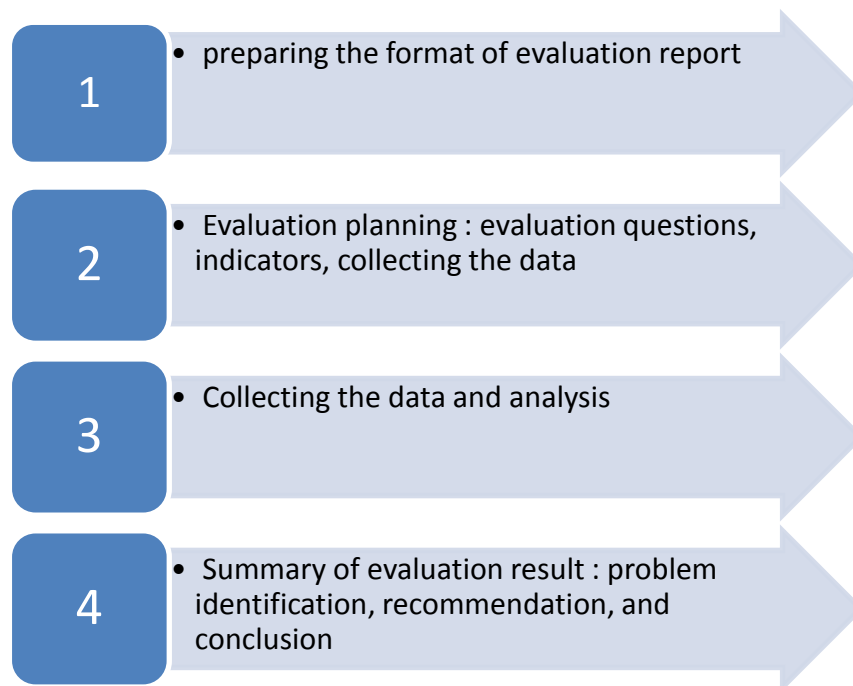 1
• preparing the format of evaluation report
2
• Evaluation planning : evaluation questions,
indicators, collecting the data
3
• Collecting the data and analysis
4
• Summary of evaluation result : problem
identification, recommendation, and
conclusion